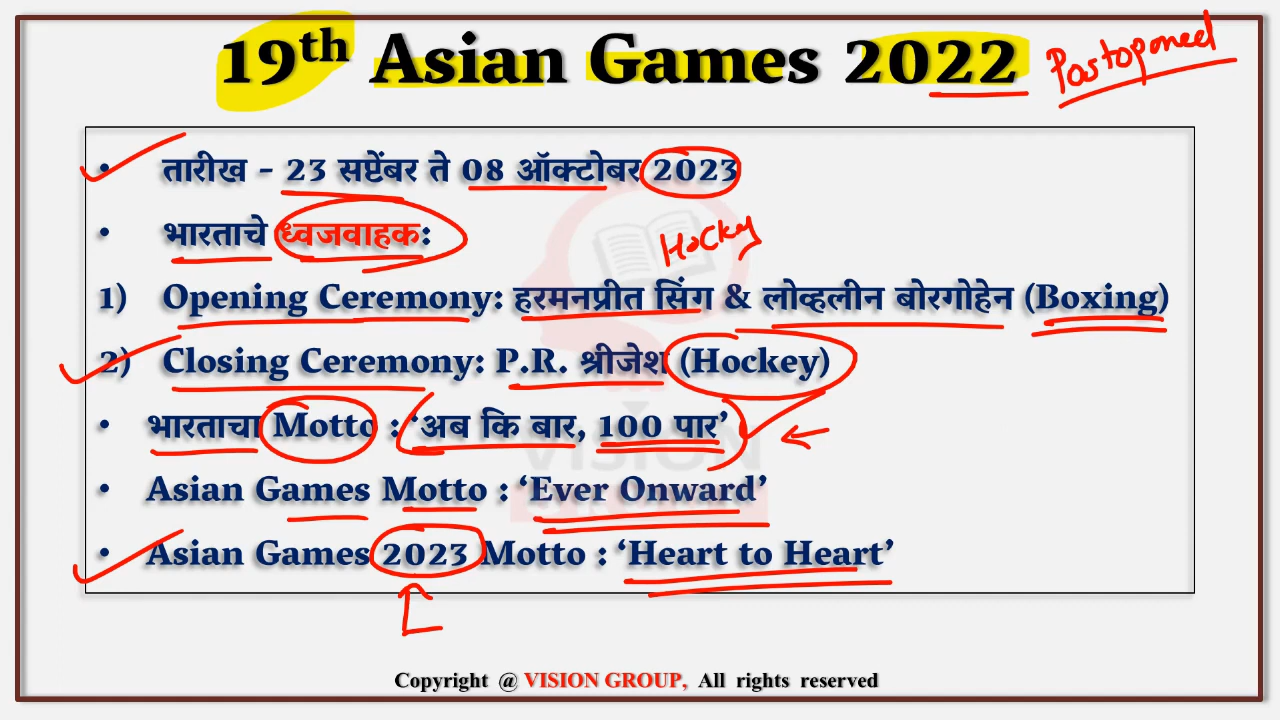 19th Asian Games 2022 Postoponed
• तारीख - 23 सप्टेंबर ते 08 ऑक्टोबर 2023
• भारताचे ध्वजवाहक:
Hockey
1) Opening Ceremony: हरमनप्रीत सिंग & लोव्हलीन बोरगोहेन (Boxing)
2) Closing Ceremony: P.R. श्रीजेश (Hockey)
• भारताचा Motto : ‘अब कि बार, 100 पार’
• Asian Games Motto : ‘Ever Onward’
• Asian Games 2023 Motto : ‘Heart to Heart’
VISION
Copyright @ VISION GROUP, All rights reserved